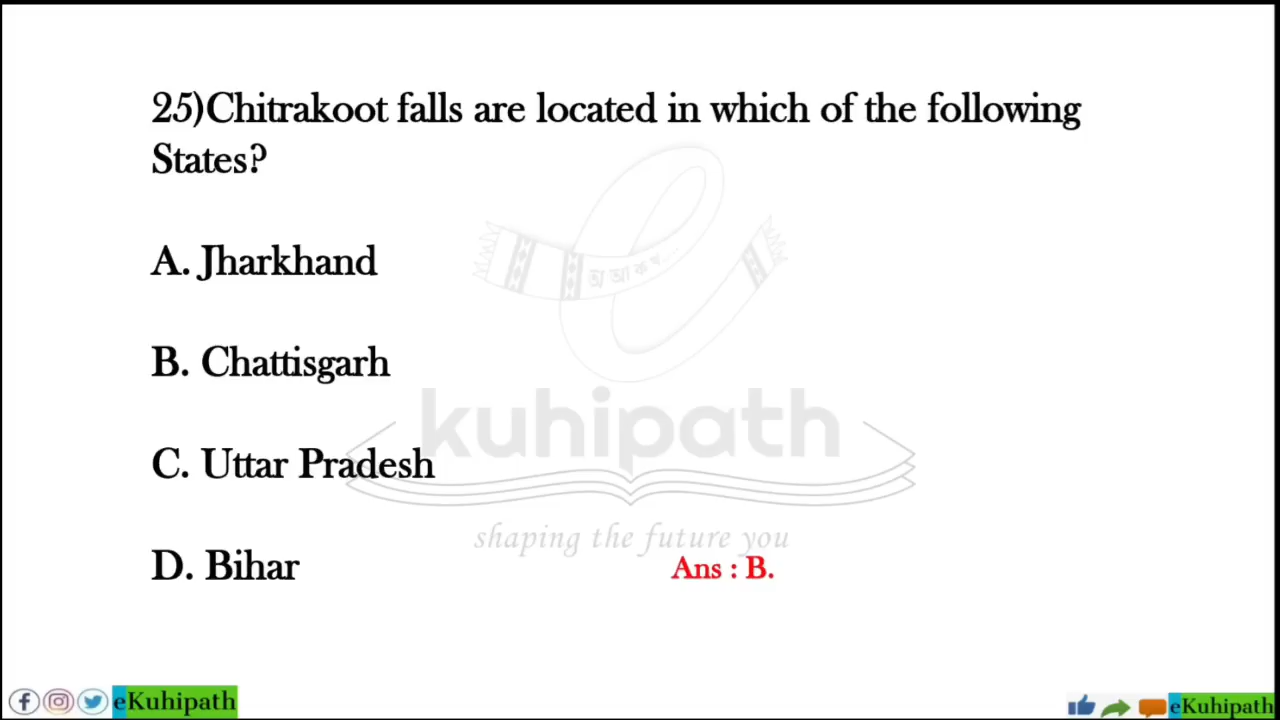 25)Chitrakoot falls are located in which of the following
States?
A. Jharkhand
অ আ ক খ
B. Chattisgarh
kuhipath
C. Uttar Pradesh
shaping the future you
D. Bihar
Ans : B.
eKuhipath
eKuhipath